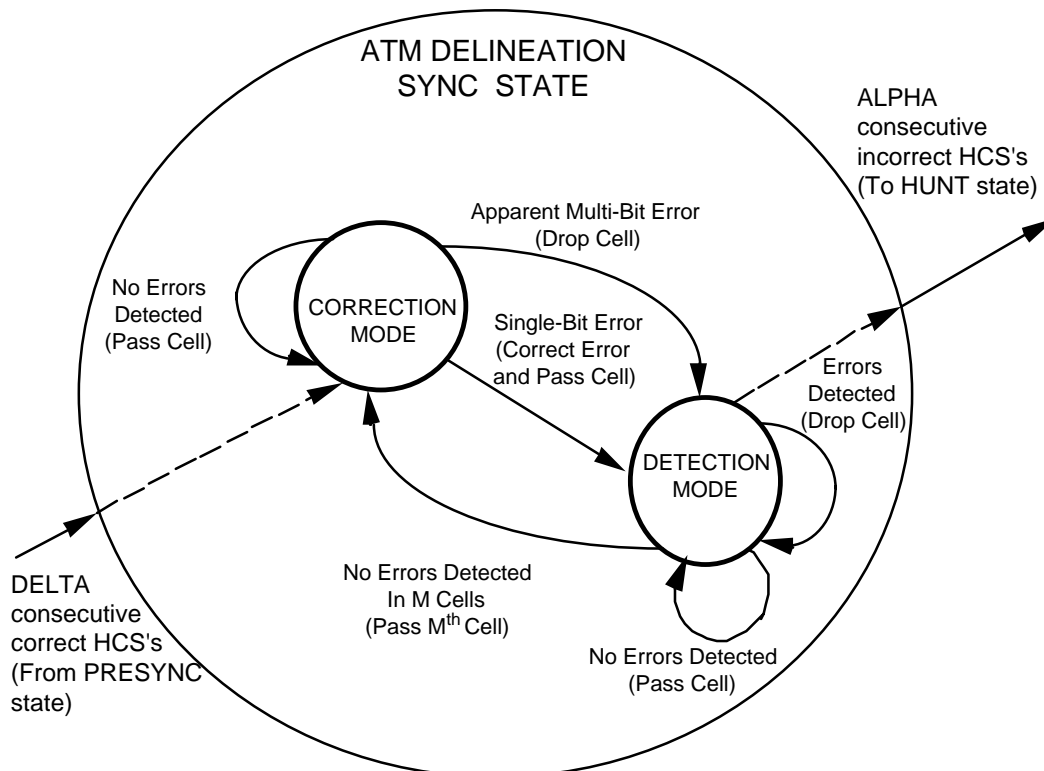 ATM DELINEATION
SYNC STATE
ALPHA
consecutive
incorrect HCS's
(To HUNT state)
Apparent Multi-Bit Error
(Drop Cell)
No Errors
Detected
(Pass Cell)
CORRECTION
MODE
Single-Bit Error
(Correct Error
and Pass Cell)
Errors
Detected
(Drop Cell)
DETECTION
MODE
DELTA
consecutive
correct HCS's
(From PRESYNC
state)
No Errors Detected
In M Cells
(Pass Mth Cell)
No Errors Detected
(Pass Cell)